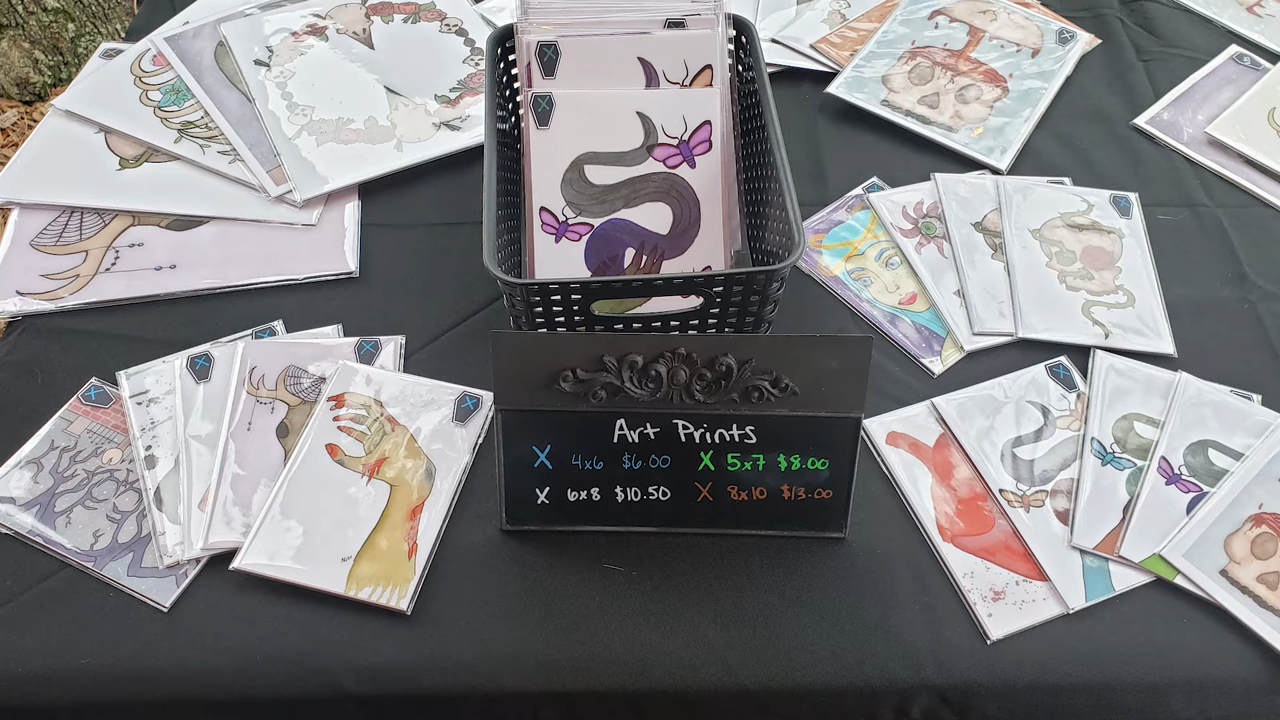 Art Prints
X 4x6 $6.00 X 5x7 $8.00
X 6x8 $10.50 X 8x10 $13.00